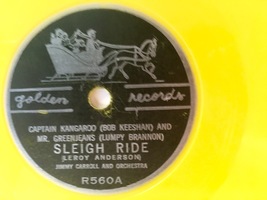 golden records
CAPTAIN KANGAROO (BOB KEESHAN) AND
MR. GREENJEANS (LUMPY BRANNON)
SLEIGH RIDE
(LEROY ANDERSON)
JIMMY CARROLL AND ORCHESTRA
R560A